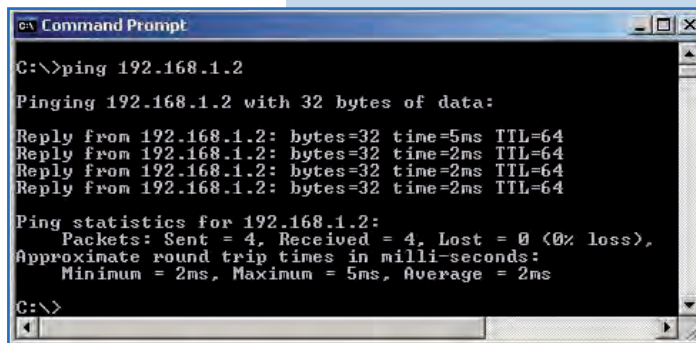 Command Prompt
C:\>ping 192.168.1.2
Pinging 192.168.1.2 with 32 bytes of data:
Reply from 192.168.1.2: bytes=32 time=5ms TTL=64
Reply from 192.168.1.2: bytes=32 time=2ms TTL=64
Reply from 192.168.1.2: bytes=32 time=2ms TTL=64
Reply from 192.168.1.2: bytes=32 time=2ms TTL=64
Ping statistics for 192.168.1.2:
Packets: Sent = 4, Received = 4, Lost = 0 (0% loss),
Approximate round trip times in milli-seconds:
Minimum = 2ms, Maximum = 5ms, Average = 2ms
C:\>